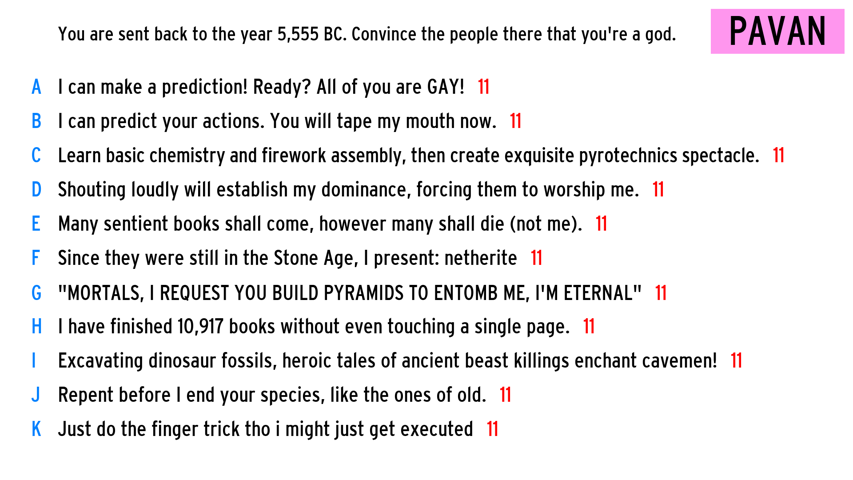 You are sent back to the year 5,555 BC. Convince the people there that you're a god.
PAVAN
A I can make a prediction! Ready? All of you are GAY! 11
B I can predict your actions. You will tape my mouth now. 11
C Learn basic chemistry and firework assembly, then create exquisite pyrotechnics spectacle. 11
D Shouting loudly will establish my dominance, forcing them to worship me. 11
E Many sentient books shall come, however many shall die (not me). 11
F Since they were still in the Stone Age, I present: netherite 11
G "MORTALS, I REQUEST YOU BUILD PYRAMIDS TO ENTOMB ME, I'M ETERNAL" 11
H I have finished 10,917 books without even touching a single page. 11
I Excavating dinosaur fossils, heroic tales of ancient beast killings enchant cavemen! 11
J Repent before I end your species, like the ones of old. 11
K Just do the finger trick tho i might just get executed 11